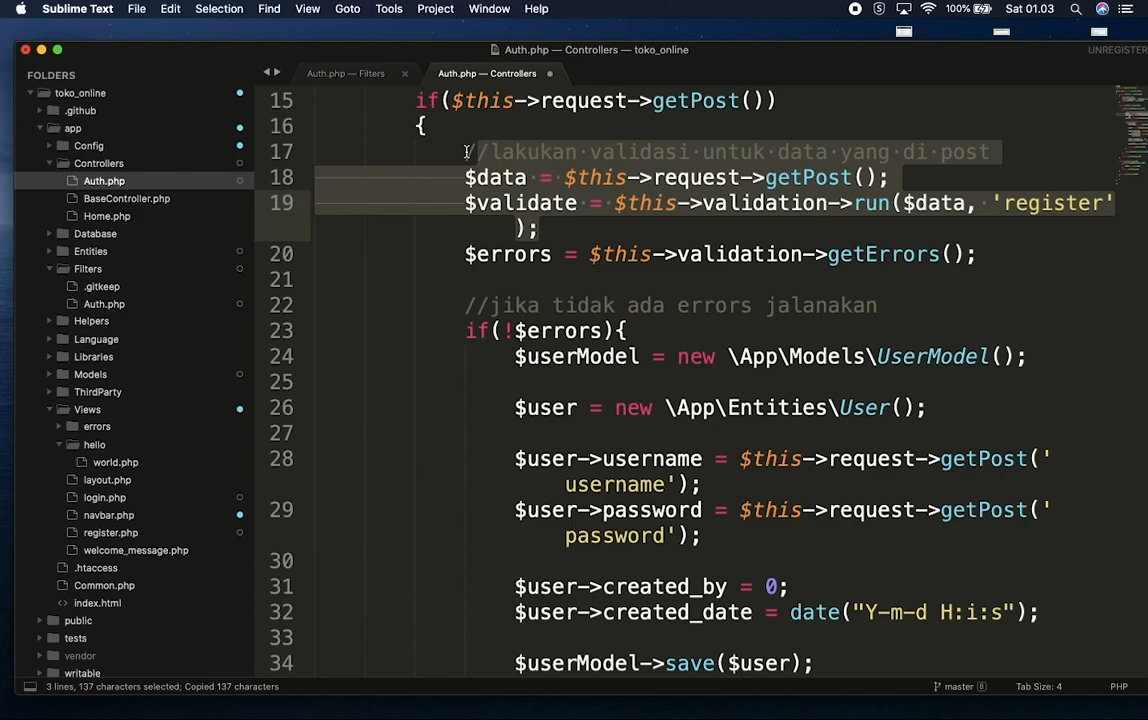 Sublime Text File Edit Selection Find View Goto Tools Project Window Help
S 100% Sat 01.03
Auth.php — Controllers — toko_online
UNREGISTER
FOLDERS
toko_online
.github
app
Config
Controllers
Auth.php
BaseController.php
Home.php
Database
Entities
Filters
.gitkeep
Auth.php
Helpers
Language
Libraries
Models
ThirdParty
Views
errors
hello
world.php
layout.php
login.php
navbar.php
register.php
welcome_message.php
.htaccess
Common.php
<> index.html
public
tests
vendor
writable
Auth.php — Filters ×
Auth.php — Controllers
15 if($this->request->getPost())
16 {
17 //lakukan·validasi·untuk·data·yang·di·post
18 $data·=·$this->request->getPost();
19 $validate·=·$this->validation->run($data,·'register'
);
20 $errors = $this->validation->getErrors();
21
22 //jika tidak ada errors jalanakan
23 if(!$errors){
24 $userModel = new \App\Models\UserModel();
25
26 $user = new \App\Entities\User();
27
28 $user->username = $this->request->getPost('
username');
29 $user->password = $this->request->getPost('
password');
30
31 $user->created_by = 0;
32 $user->created_date = date("Y-m-d H:i:s");
33
34 $userModel->save($user);
3 lines, 137 characters selected; Copied 137 characters
master 8
Tab Size: 4
PHP